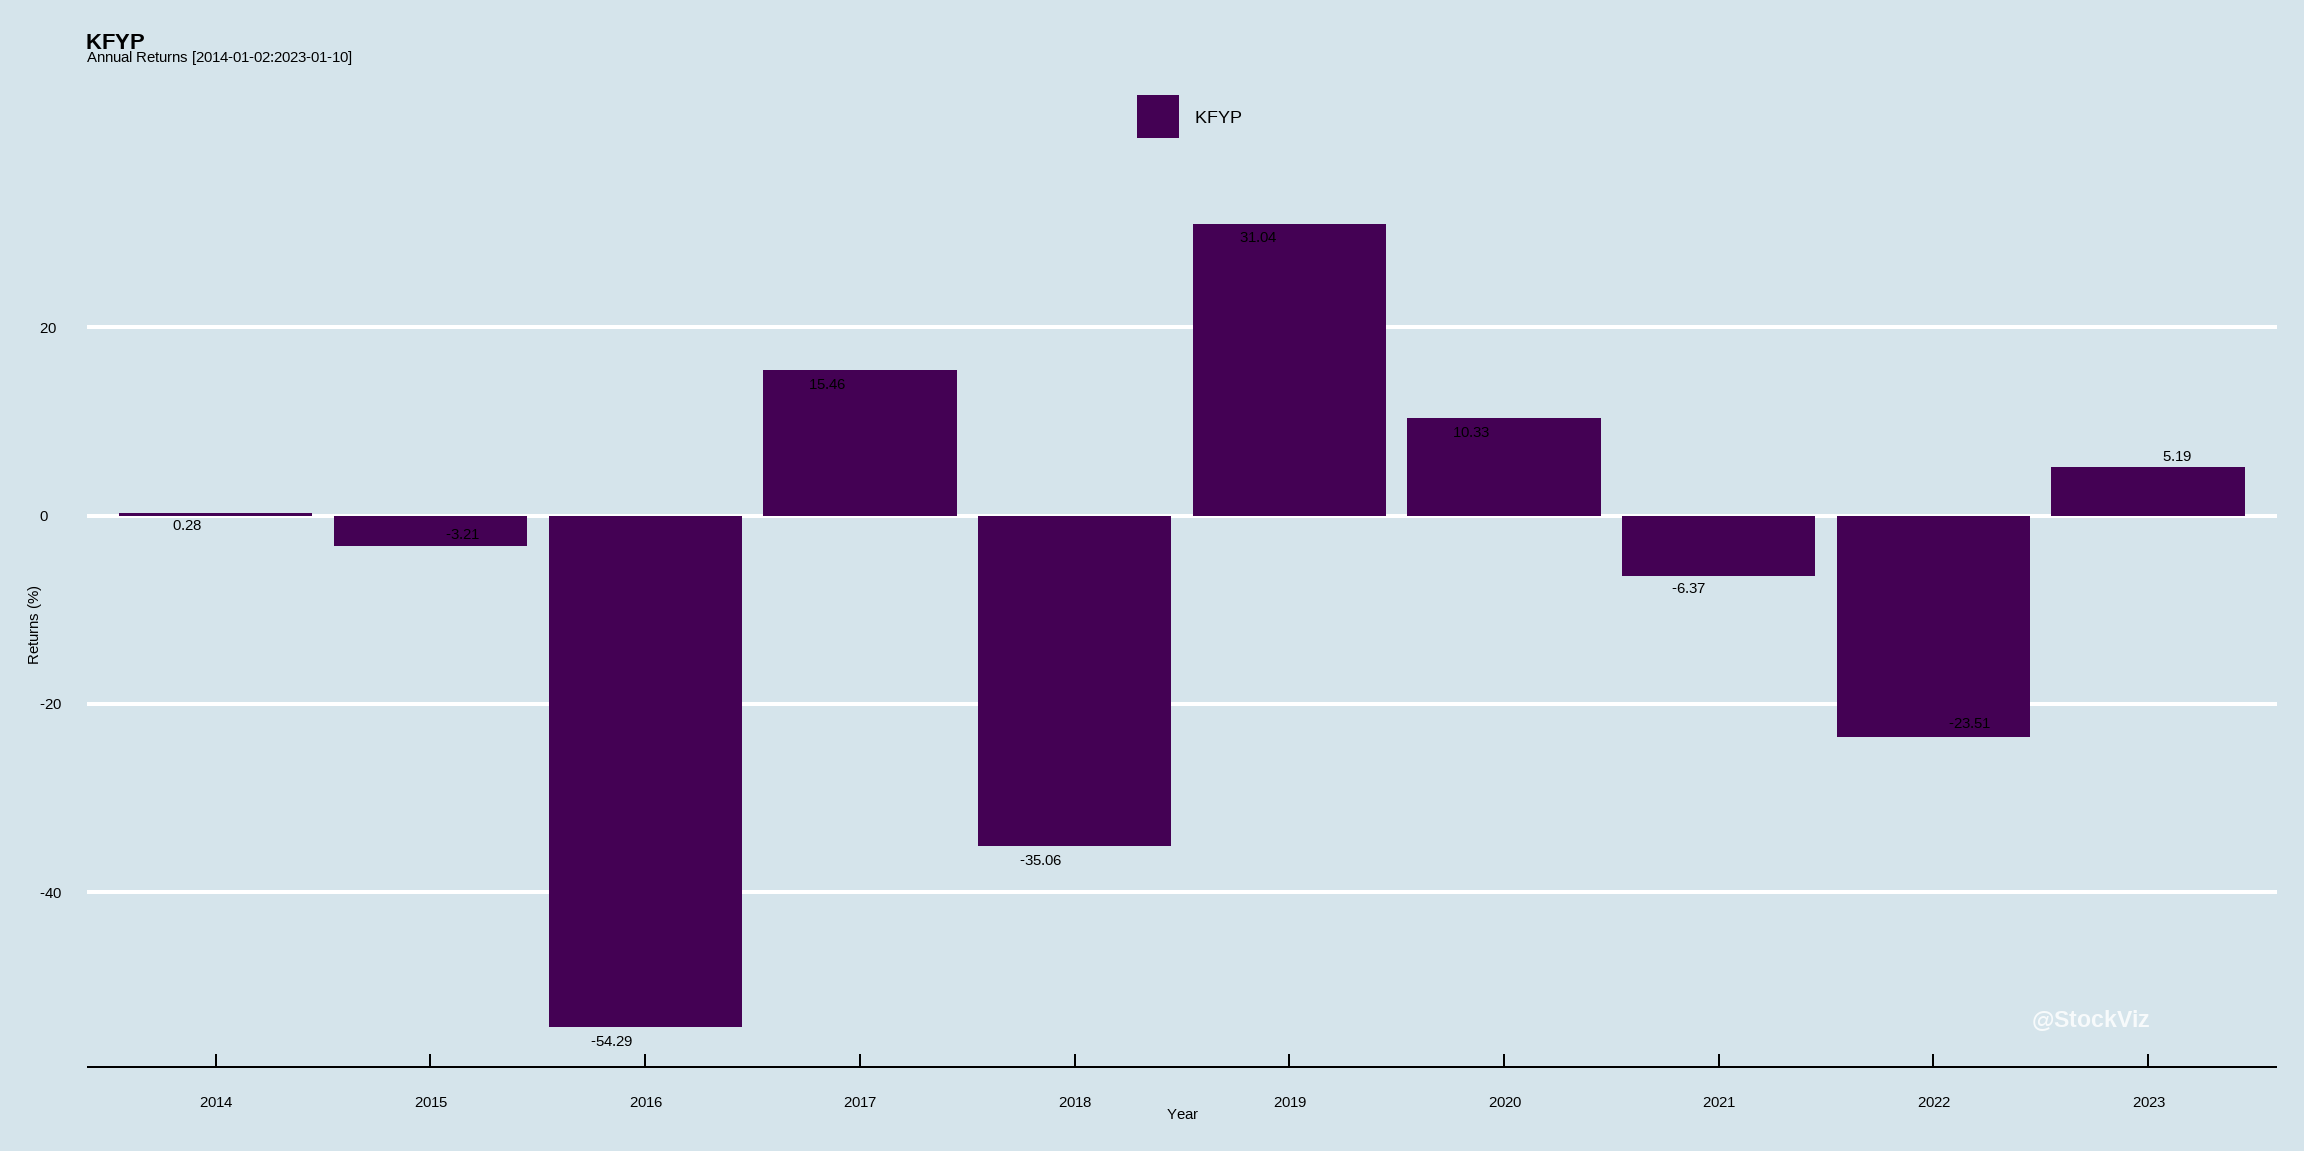 KFYP
Annual Returns [2014-01-02:2023-01-10]
KFYP
31.04
20
15.46
10.33
5.19
0
0.28
-3.21
-6.37
Returns (%)
-20
-23.51
-35.06
-40
@StockViz
-54.29
2014 2015 2016 2017 2018 2019 2020 2021 2022 2023
Year